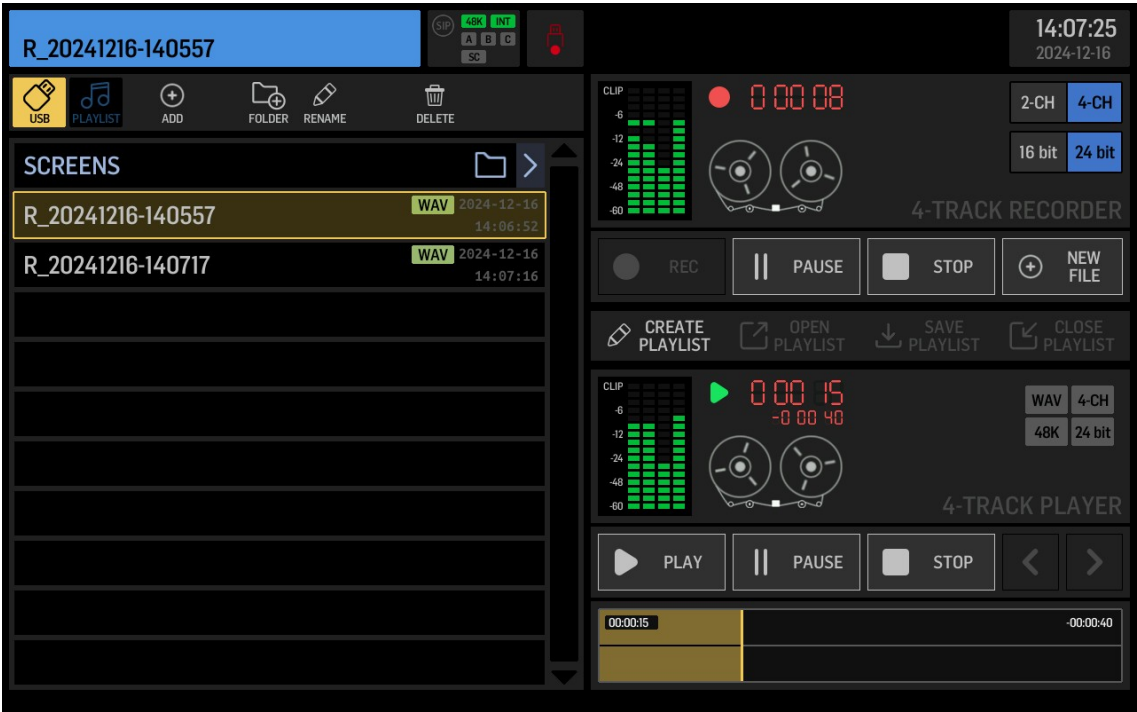 R_20241216-140557
SIP
48K INT
A B C
SC
14:07:25
2024-12-16
USB
PLAYLIST
ADD
FOLDER
RENAME
DELETE
SCREENS
R_20241216-140557
WAV 2024-12-16
14:06:52
R_20241216-140717
WAV 2024-12-16
14:07:16
CLIP
-6
-12
-24
-48
-60
0 00 08
2-CH 4-CH
16 bit 24 bit
4-TRACK RECORDER
REC
PAUSE
STOP
NEW
FILE
CREATE
PLAYLIST
OPEN
PLAYLIST
SAVE
PLAYLIST
CLOSE
PLAYLIST
CLIP
-6
-12
-24
-48
-60
0 00 15
-0 00 40
WAV 4-CH
48K 24 bit
4-TRACK PLAYER
PLAY
PAUSE
STOP
00:00:15
-00:00:40